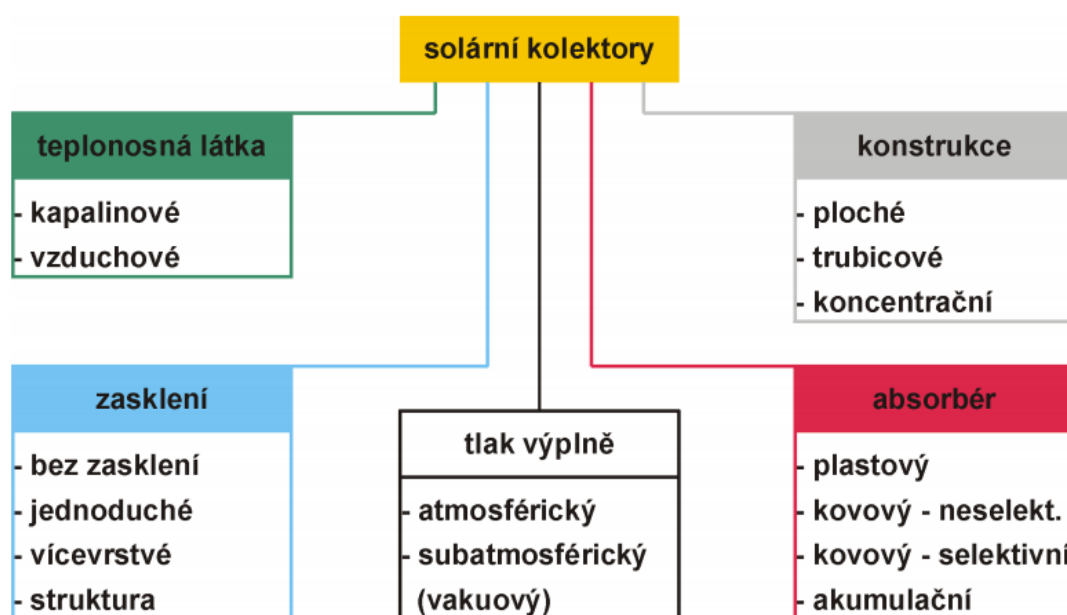 solární kolektory
teplonosná látka
- kapalinové
- vzduchové
konstrukce
- ploché
- trubicové
- koncentrační
zasklení
- bez zasklení
- jednoduché
- vícevrstvé
- struktura
tlak výplně
- atmosférický
- subatmosférický
(vakuový)
absorbér
- plastový
- kovový - neselekt.
- kovový - selektivní
- akumulační